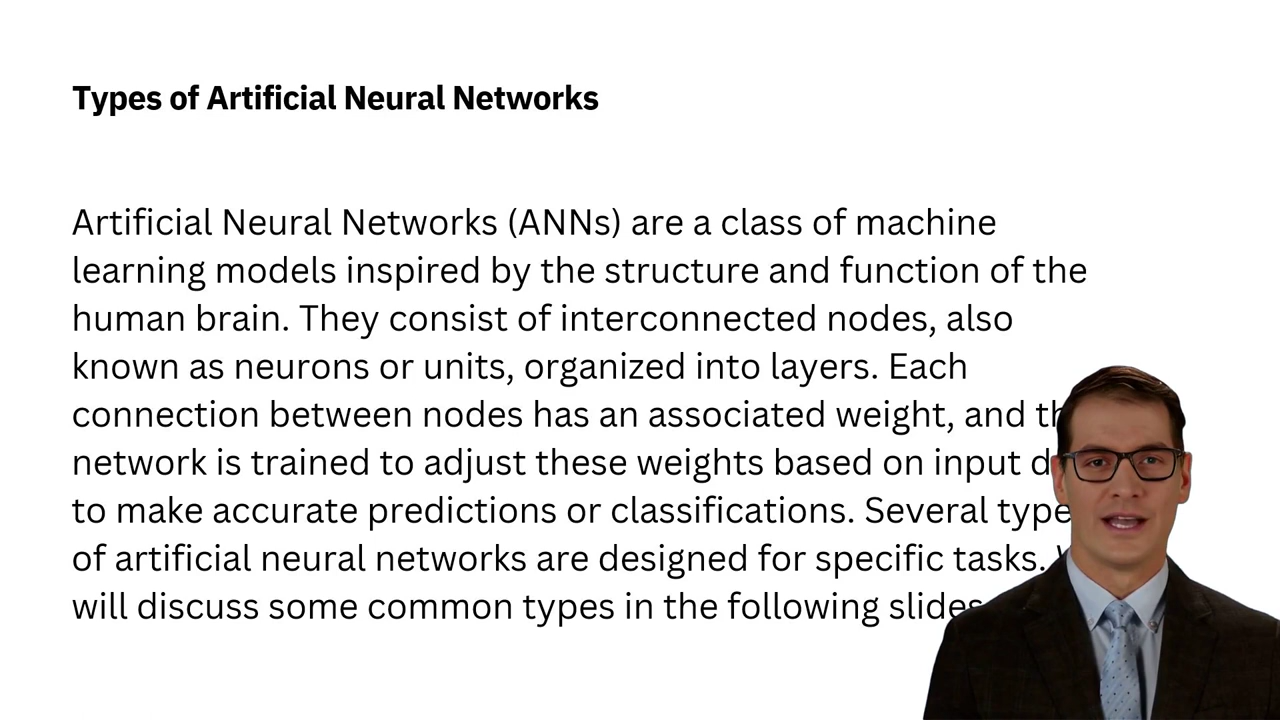 Types of Artificial Neural Networks
Artificial Neural Networks (ANNs) are a class of machine
learning models inspired by the structure and function of the
human brain. They consist of interconnected nodes, also
known as neurons or units, organized into layers. Each
connection between nodes has an associated weight, and
network is trained to adjust these weights based on input
to make accurate predictions or classifications. Several type
of artificial neural networks are designed for specific tasks.
will discuss some common types in the following slides